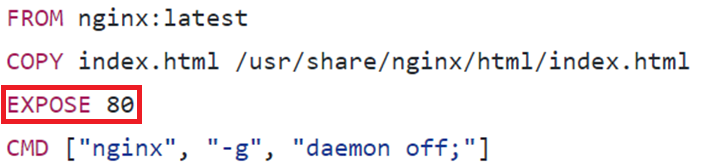 FROM nginx:latest
COPY index.html /usr/share/nginx/html/index.html
EXPOSE 80
CMD ["nginx", "-g", "daemon off;"]